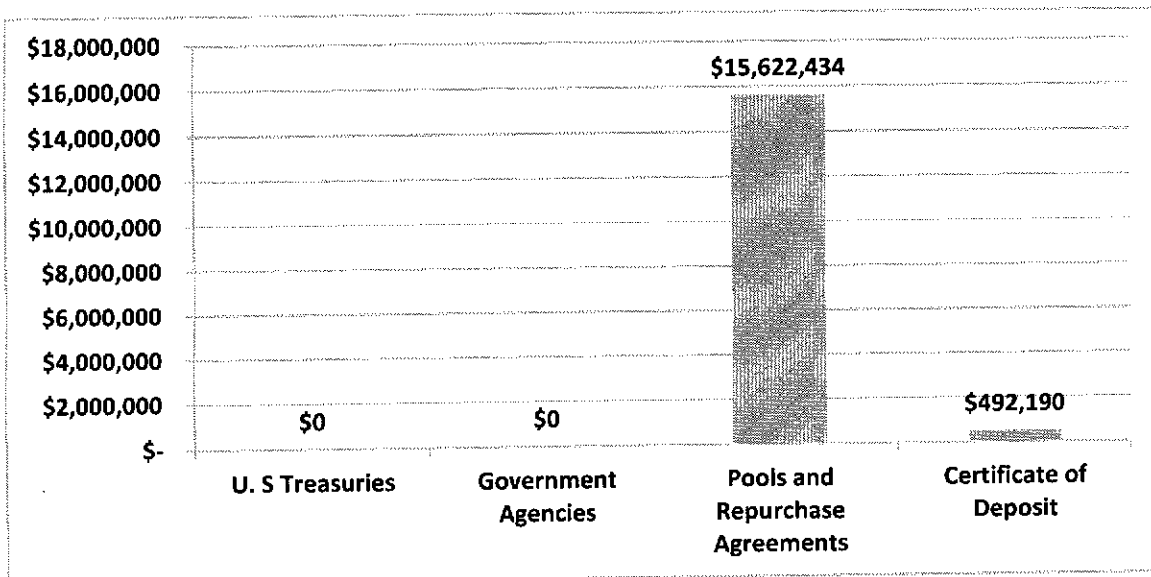 $18,000,000
$16,000,000
$14,000,000
$12,000,000
$10,000,000
$8,000,000
$6,000,000
$4,000,000
$2,000,000
$-
$0
$0
$15,622,434
$492,190
U. S Treasuries
Government
Agencies
Pools and
Repurchase
Agreements
Certificate of
Deposit